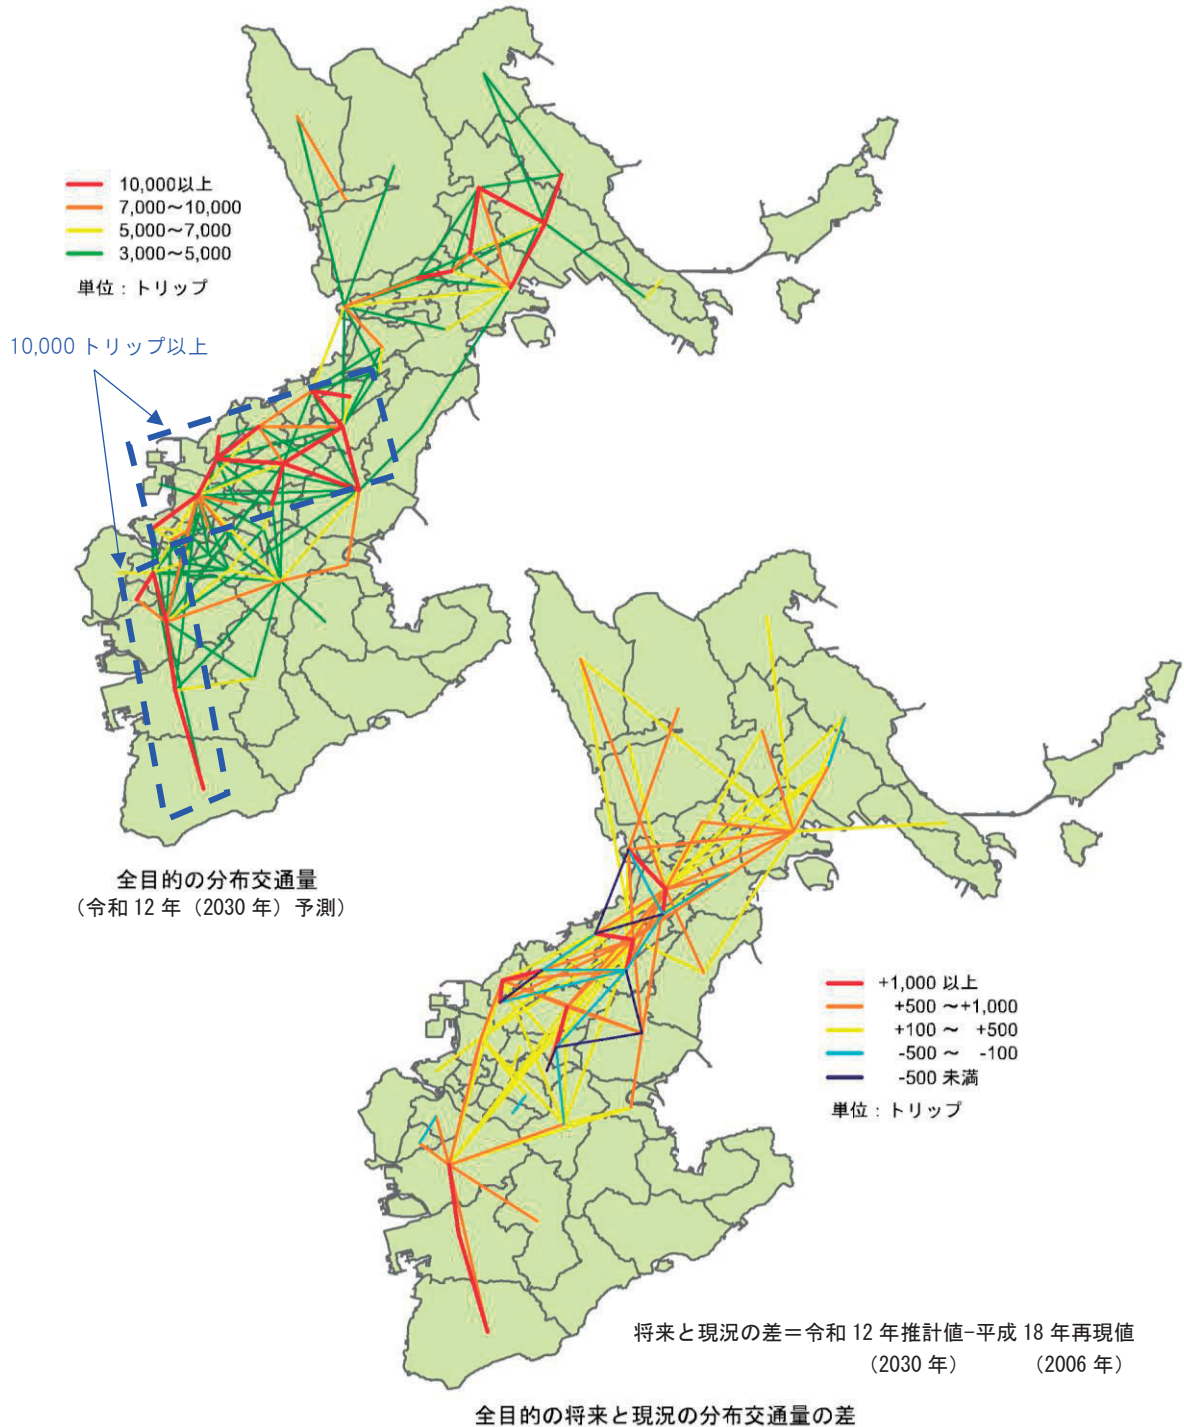 10,000以上
7,000～10,000
5,000～7,000
3,000～5,000
単位：トリップ
10,000 トリップ以上
全目的の分布交通量
（令和 12 年（2030 年）予測）
+1,000 以上
+500 ～+1,000
+100 ～ +500
-500 ～ -100
-500 未満
単位：トリップ
将来と現況の差＝令和 12 年推計値−平成 18 年再現値
（2030 年） （2006 年）
全目的の将来と現況の分布交通量の差